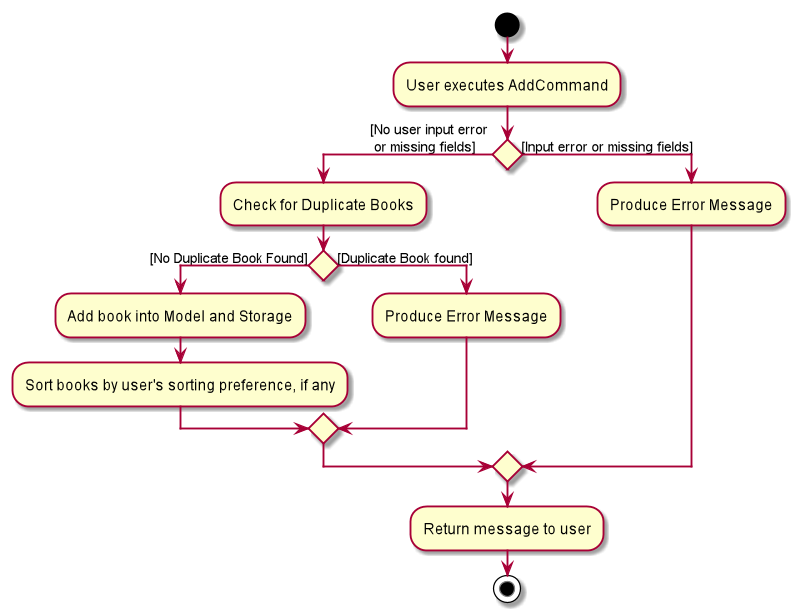 User executes AddCommand
[No user input error
or missing fields]
[Input error or missing fields]
Check for Duplicate Books
Produce Error Message
[No Duplicate Book Found]
[Duplicate Book found]
Add book into Model and Storage
Produce Error Message
Sort books by user's sorting preference, if any
Return message to user